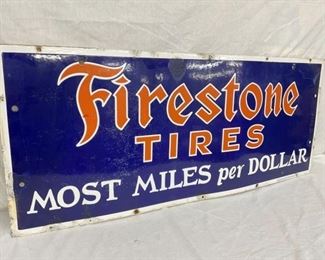 Firestone
TIRES
MOST MILES per DOLLAR